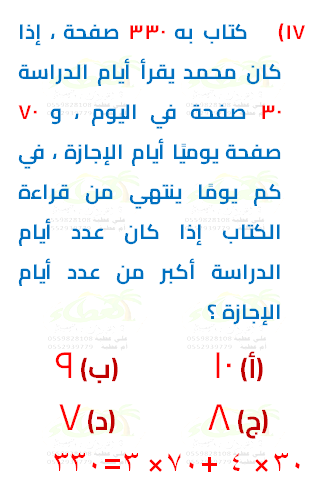 ١٧) كتاب به ٣٣٠ صفحة ، إذا
كان محمد يقرأ أيام الدراسة
٣٠ صفحة في اليوم ، و ٧٠
صفحة يوميًا أيام الإجازة ، في
كم يومًا ينتهي من قراءة
الكتاب إذا كان عدد أيام
الدراسة أكبر من عدد أيام
الإجازة ؟
(أ) ١٠ (ب) ٩
(ج) ٨ (د) ٧
٣٠ × ٤ + ٧٠ × ٣ = ٣٣٠